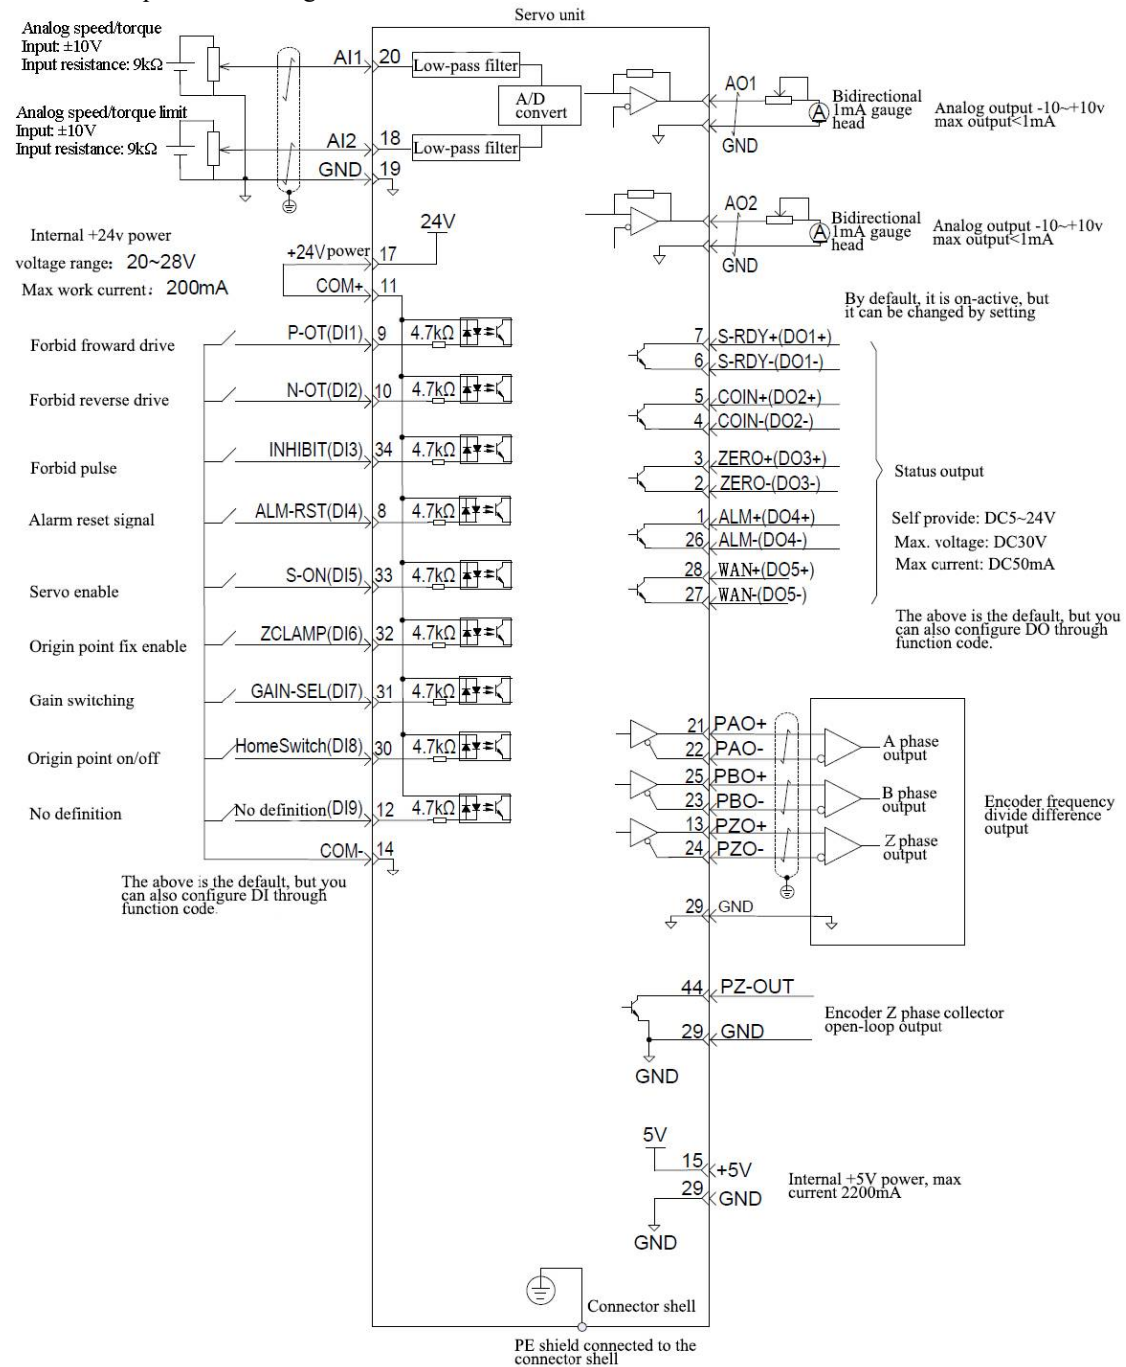 Servo unit
Analog speed/torque
Input: ±10V
Input resistance: 9kΩ
AI1
20
Low-pass filter
A/D
convert
Analog speed/torque limit
Input: ±10V
Input resistance: 9kΩ
AI2
18
Low-pass filter
GND
19
AO1
GND
A
Bidirectional
1mA gauge
head
Analog output -10~+10v
max output<1mA
AO2
GND
A
Bidirectional
1mA gauge
head
Analog output -10~+10v
max output<1mA
Internal +24v power
voltage range: 20~28V
Max work current: 200mA
24V
+24V power
17
COM+
11
Forbid froward drive
P-OT(DI1)
9
4.7kΩ
Forbid reverse drive
N-OT(DI2)
10
4.7kΩ
Forbid pulse
INHIBIT(DI3)
34
4.7kΩ
Alarm reset signal
ALM-RST(DI4)
8
4.7kΩ
Servo enable
S-ON(DI5)
33
4.7kΩ
Origin point fix enable
ZCLAMP(DI6)
32
4.7kΩ
Gain switching
GAIN-SEL(DI7)
31
4.7kΩ
Origin point on/off
HomeSwitch(DI8)
30
4.7kΩ
No definition
No definition(DI9)
12
4.7kΩ
COM-
14
The above is the default, but you
can also configure DI through
function code.
By default, it is on-active, but
it can be changed by setting
7
S-RDY+(DO1+)
6
S-RDY-(DO1-)
5
COIN+(DO2+)
4
COIN-(DO2-)
3
ZERO+(DO3+)
2
ZERO-(DO3-)
1
ALM+(DO4+)
26
ALM-(DO4-)
28
WAN+(DO5+)
27
WAN-(DO5-)
Status output
Self provide: DC5~24V
Max. voltage: DC30V
Max current: DC50mA
The above is the default, but you
can also configure DO through
function code.
21
PAO+
22
PAO-
25
PBO+
23
PBO-
13
PZO+
24
PZO-
A phase
output
B phase
output
Z phase
output
Encoder frequency
divide difference
output
29
GND
44
PZ-OUT
29
GND
GND
Encoder Z phase collector
open-loop output
5V
15
+5V
29
GND
GND
Internal +5V power, max
current 2200mA
Connector shell
PE shield connected to the
connector shell